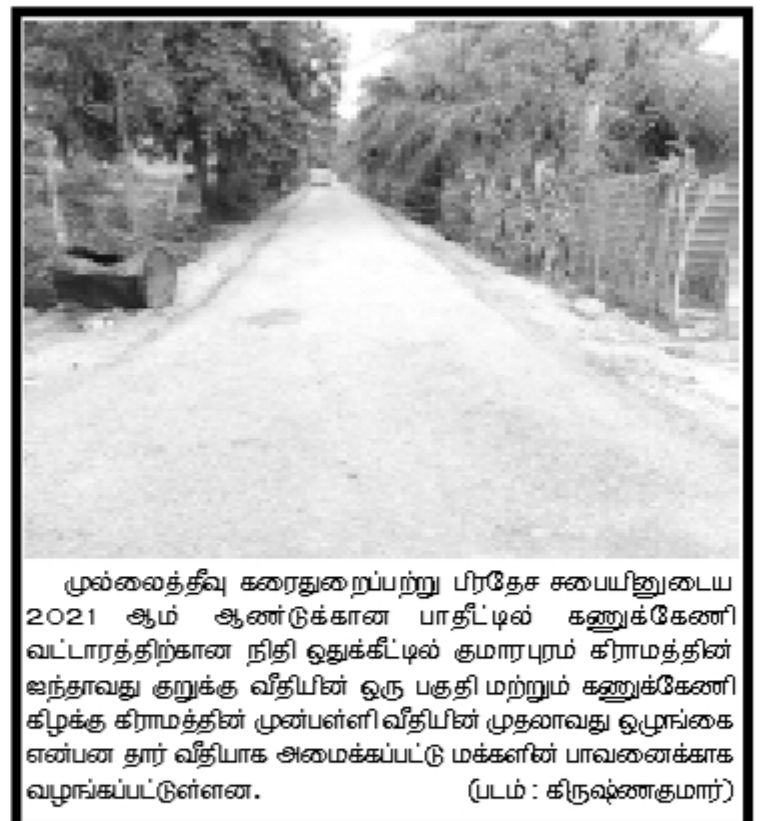 முல்லைத்தீவு கரைதுறைப்பற்று பிரதேச சபையினுடைய
2021 ஆம் ஆண்டுக்கான பாதீட்டில் கணுக்கேணி
வட்டாரத்திற்கான நிதி ஒதுக்கீட்டில் குமாரபுரம் கிராமத்தின்
ஐந்தாவது குறுக்கு வீதியின் ஒரு பகுதி மற்றும் கணுக்கேணி
கிழக்கு கிராமத்தின் முன்பள்ளி வீதியின் முதலாவது ஒழுங்கை
என்பன தார் வீதியாக அமைக்கப்பட்டு மக்களின் பாவனைக்காக
வழங்கப்பட்டுள்ளன. (படம் : கிருஷ்ணகுமார்)